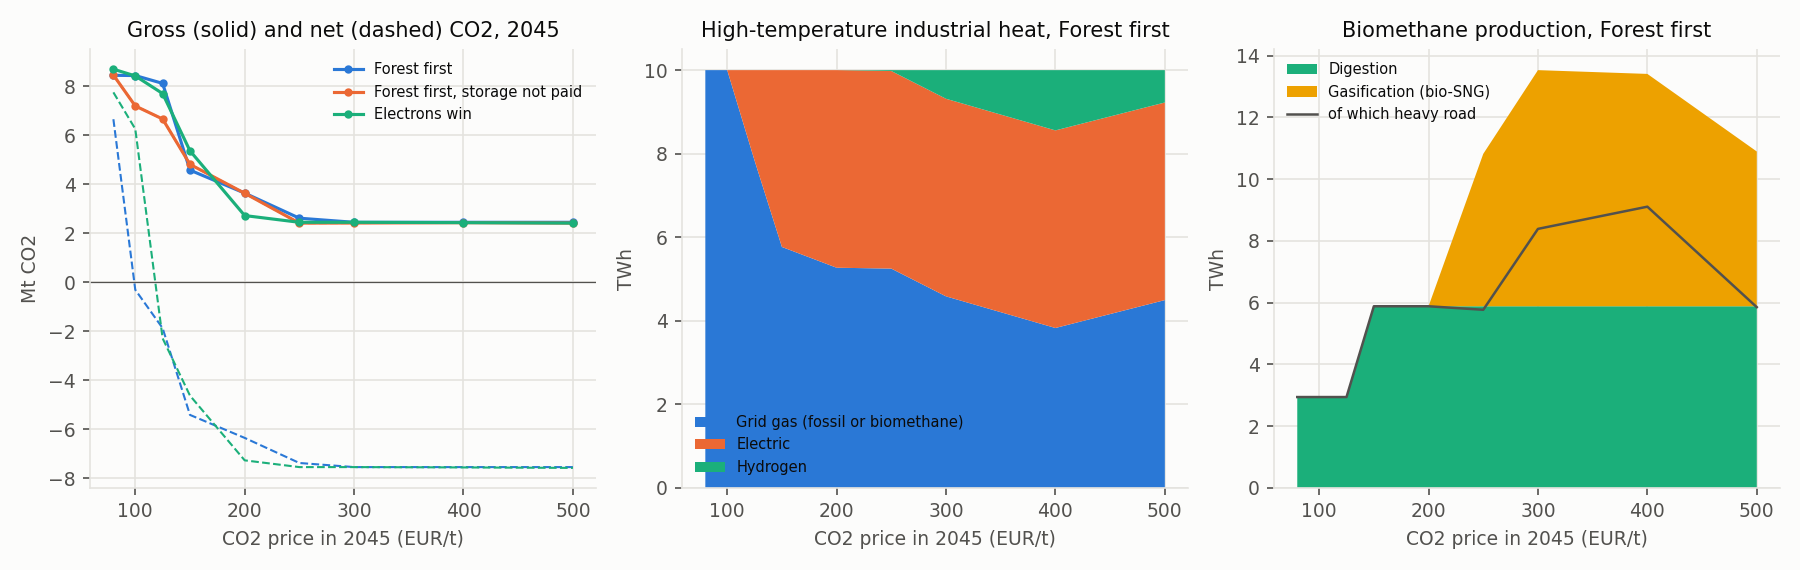 Gross (solid) and net (dashed) CO2, 2045
Mt CO2
8
6
4
2
0
−2
−4
−6
−8
Forest first
Forest first, storage not paid
Electrons win
100
200
300
400
500
CO2 price in 2045 (EUR/t)
High-temperature industrial heat, Forest first
TWh
10
8
6
4
2
0
Grid gas (fossil or biomethane)
Electric
Hydrogen
100
200
300
400
500
CO2 price in 2045 (EUR/t)
Biomethane production, Forest first
TWh
14
12
10
8
6
4
2
0
Digestion
Gasification (bio-SNG)
of which heavy road
100
200
300
400
500
CO2 price in 2045 (EUR/t)